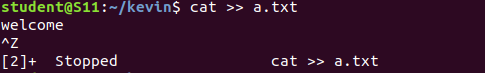 student@S11:~/kevin$ cat >> a.txt
welcome
^Z
[2]+  Stopped                 cat >> a.txt